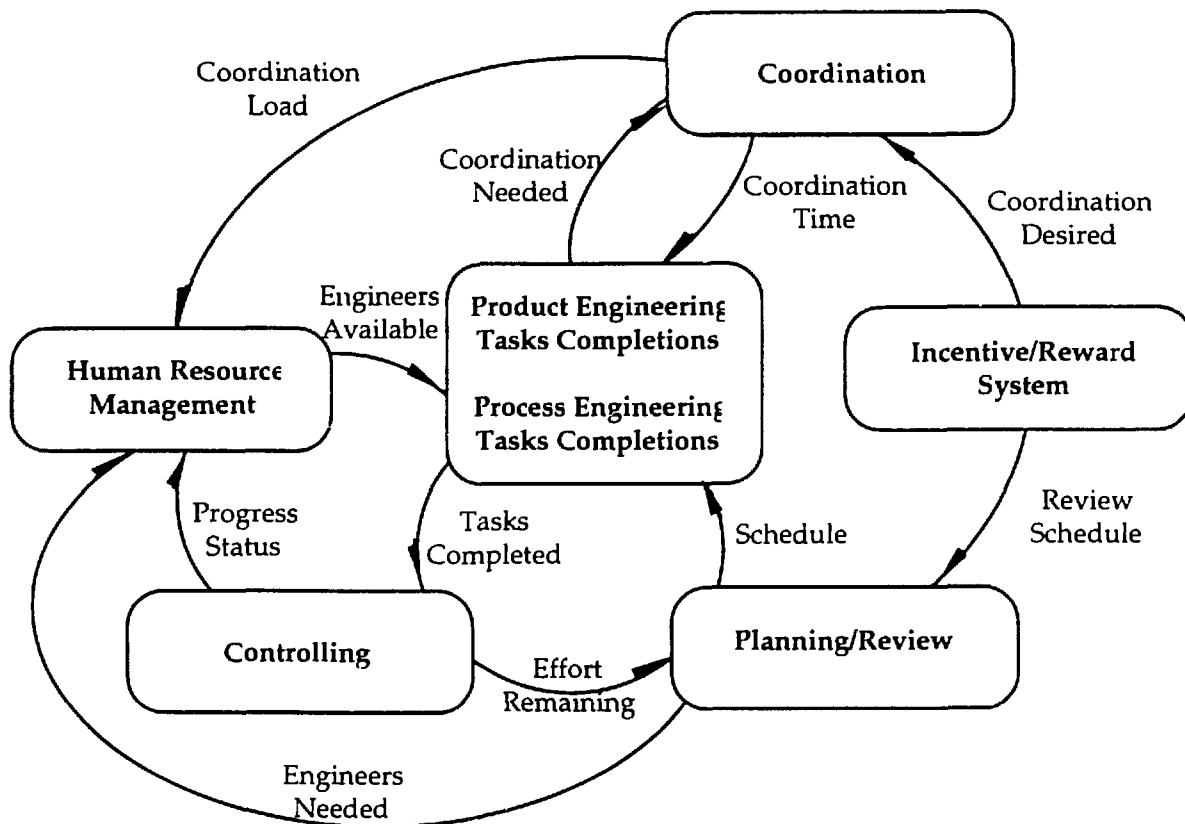 Coordination
Coordination
Load
Coordination
Needed
Coordination
Time
Coordination
Desired
Engineers
Available
Product Engineering
Tasks Completions
Process Engineering
Tasks Completions
Human Resource
Management
Incentive/Reward
System
Progress
Status
Tasks
Completed
Schedule
Review
Schedule
Controlling
Planning/Review
Effort
Remaining
Engineers
Needed